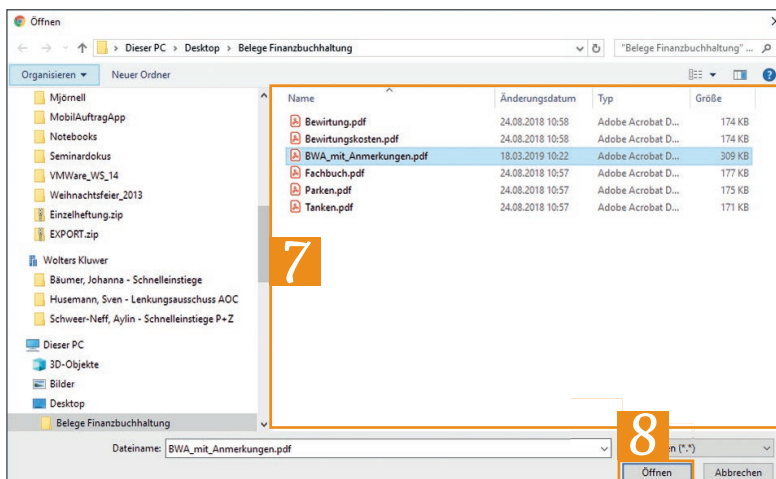 Öffnen
Dieser PC > Desktop > Belege Finanzbuchhaltung
"Belege Finanzbuchhaltung" ...
Organisieren
Neuer Ordner
Mjörnell
MobilAuftragApp
Notebooks
Seminardokus
VMWare_WS_14
Weihnachtsfeier_2013
Einzelheftung.zip
EXPORT.zip
Wolters Kluwer
Bäumer, Johanna - Schnelleinstiege
Husemann, Sven - Lenkungsausschuss AOC
Schweer-Neff, Aylin - Schnelleinstiege P+Z
Dieser PC
3D-Objekte
Bilder
Desktop
Belege Finanzbuchhaltung
Name Änderungsdatum Typ Größe
Bewirtung.pdf 24.08.2018 10:58 Adobe Acrobat D... 174 KB
Bewirtungskosten.pdf 24.08.2018 10:58 Adobe Acrobat D... 174 KB
BWA_mit_Anmerkungen.pdf 18.03.2019 10:22 Adobe Acrobat D... 309 KB
Fachbuch.pdf 24.08.2018 10:57 Adobe Acrobat D... 177 KB
Parken.pdf 24.08.2018 10:57 Adobe Acrobat D... 175 KB
Tanken.pdf 24.08.2018 10:57 Adobe Acrobat D... 171 KB
7
8
Dateiname: BWA_mit_Anmerkungen.pdf
en (*.*)
Öffnen
Abbrechen